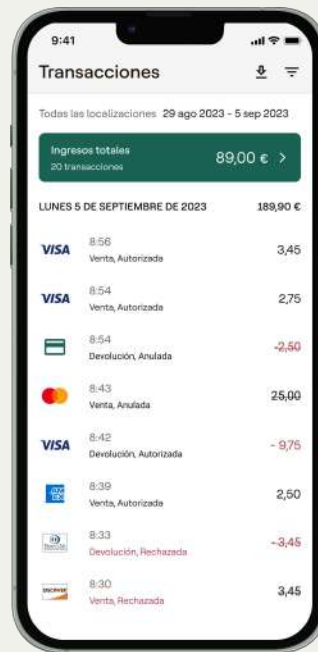 9:41
Transacciones
Todas las localizaciones 29 ago 2023 - 5 sep 2023
Ingresos totales
20 transacciones
89,00 € >
LUNES 5 DE SEPTIEMBRE DE 2023 189,90 €
VISA 8:56 3,45
Venta, Autorizada
VISA 8:54 2,75
Venta, Autorizada
8:54 -2,50
Devolución, Anulada
8:43 25,00
Venta, Anulada
VISA 8:42 - 9,75
Devolución, Autorizada
8:39 2,50
Venta, Autorizada
8:33 - 3,45
Devolución, Rechazada
DISCOVER 8:30 3,45
Venta, Rechazada